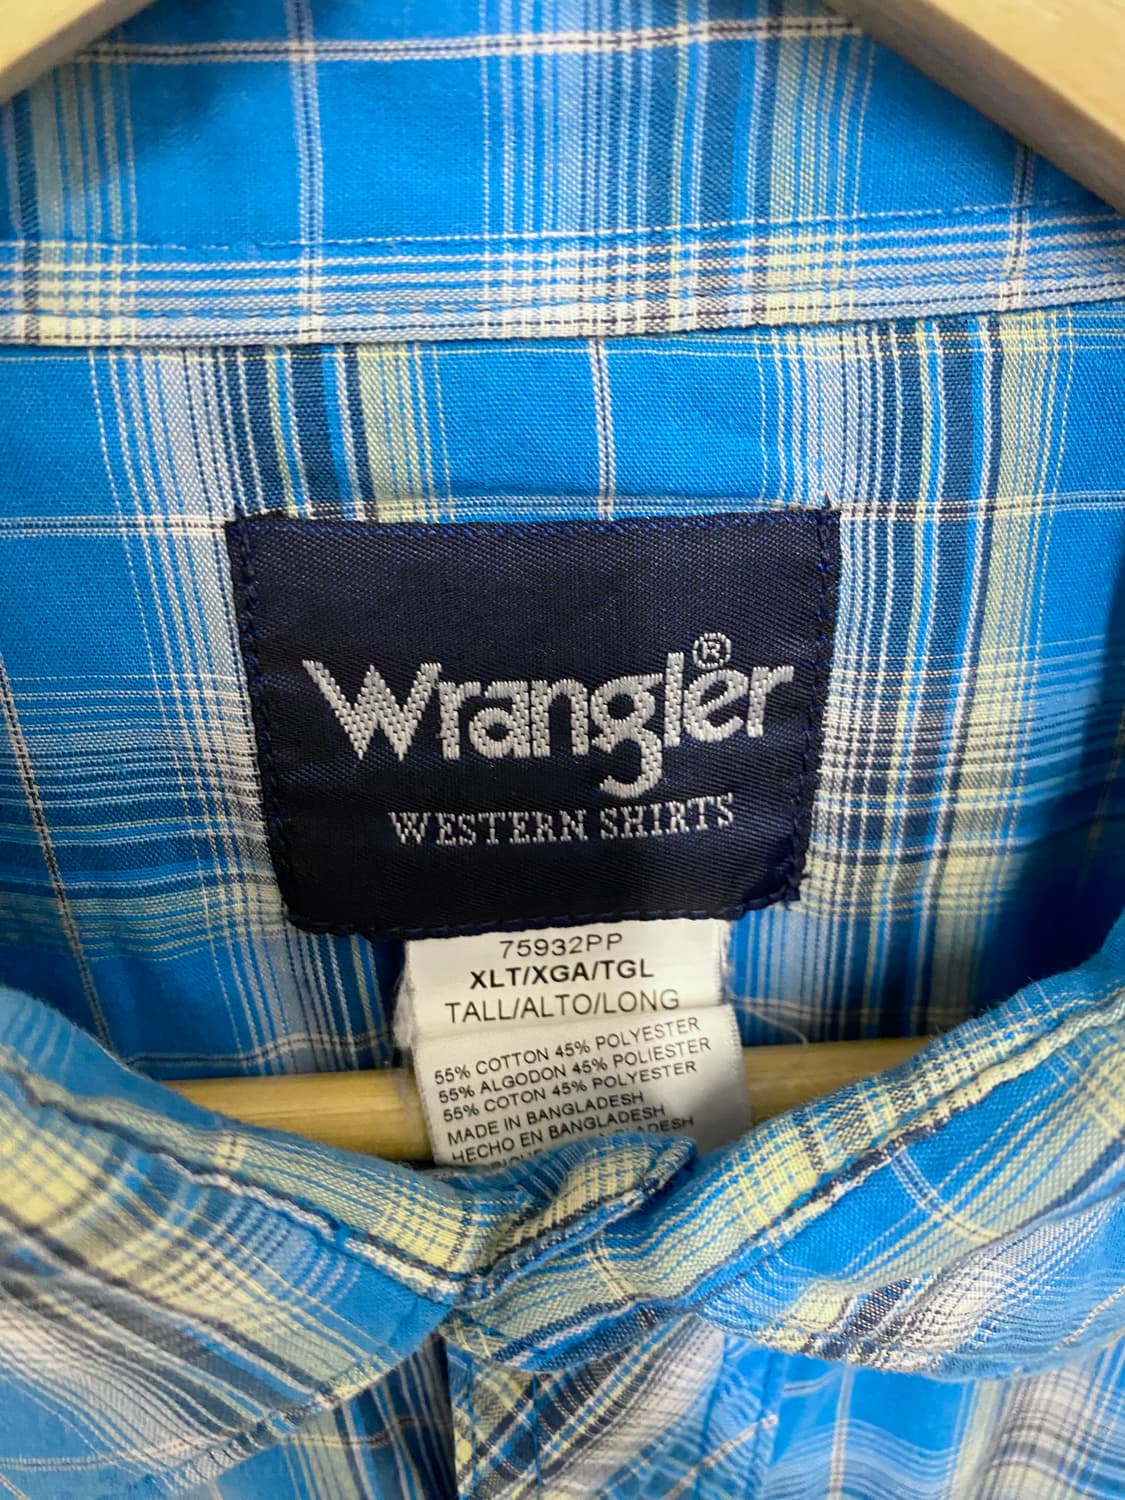 Wrangler®
WESTERN SHIRTS
75932PP
XLT/XGA/TGL
TALL/ALTO/LONG
55% COTTON 45% POLYESTER
55% ALGODON 45% POLIESTER
55% COTON 45% POLYESTER
MADE IN BANGLADESH
HECHO EN BANGLADESH